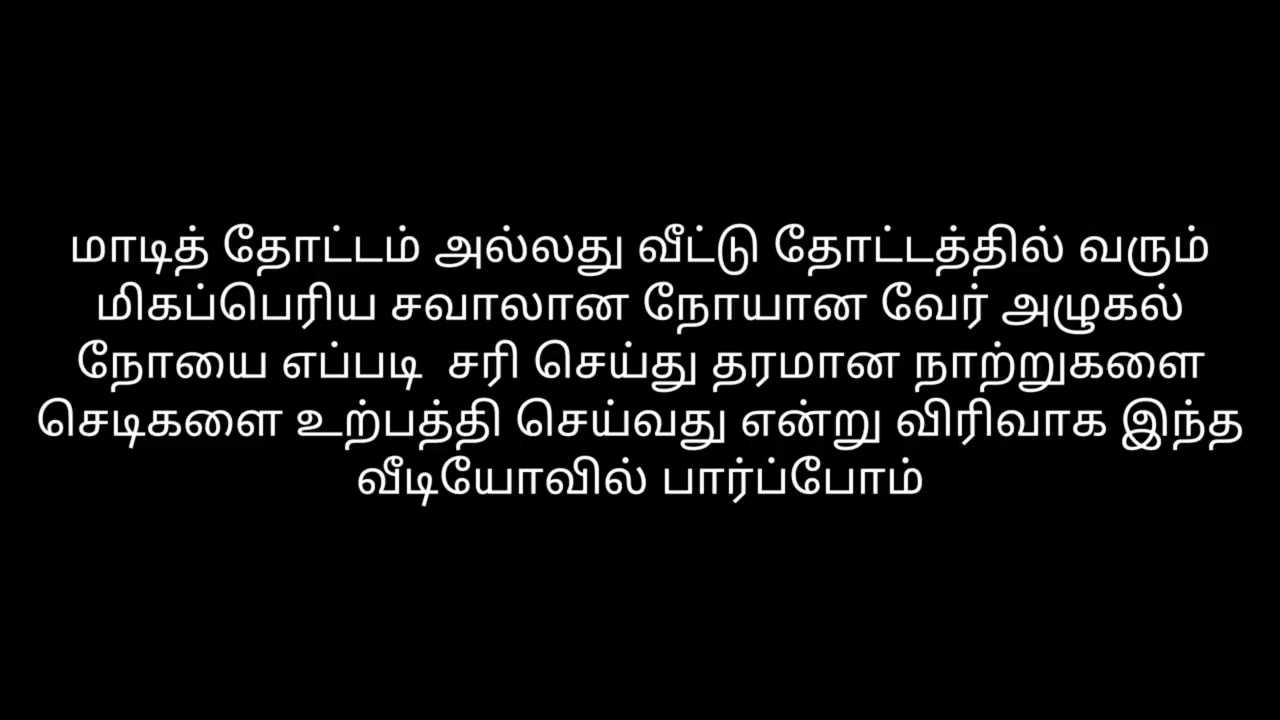 மாடித் தோட்டம் அல்லது வீட்டு தோட்டத்தில் வரும்
மிகப்பெரிய சவாலான நோயான வேர் அழுகல்
நோயை எப்படி  சரி செய்து தரமான நாற்றுகளை
செடிகளை உற்பத்தி செய்வது என்று விரிவாக இந்த
வீடியோவில் பார்ப்போம்